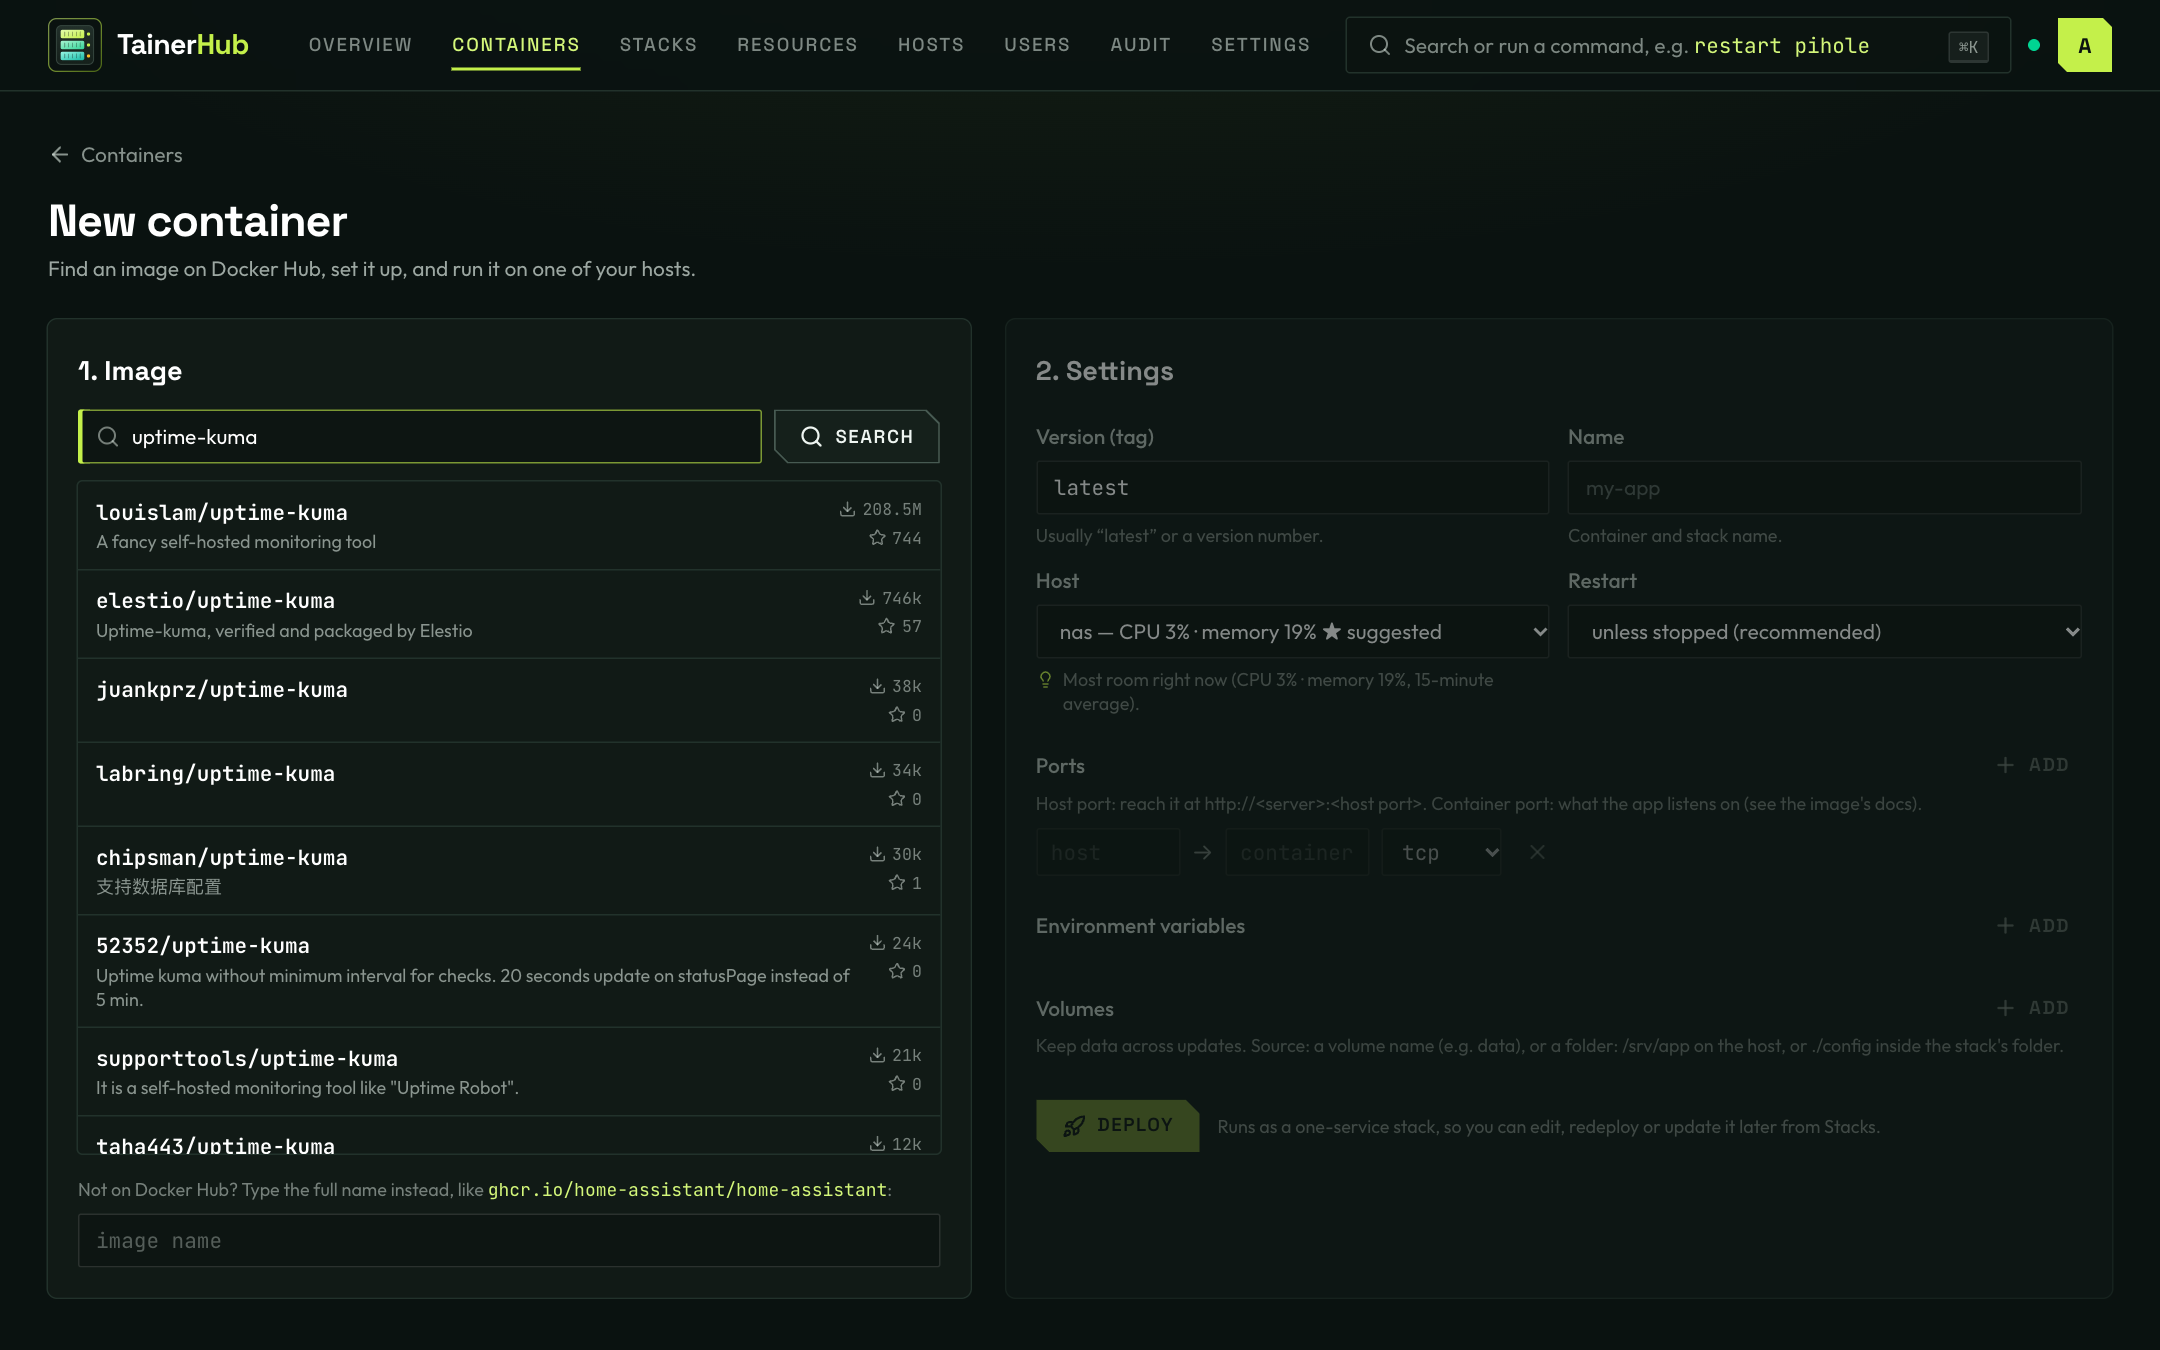 TainerHub
OVERVIEW
CONTAINERS
STACKS
RESOURCES
HOSTS
USERS
AUDIT
SETTINGS
Search or run a command, e.g. restart pihole
⌘K
A
Containers
New container
Find an image on Docker Hub, set it up, and run it on one of your hosts.
1. Image
uptime-kuma
SEARCH
louislam/uptime-kuma
208.5M
A fancy self-hosted monitoring tool
744
elestio/uptime-kuma
746k
Uptime-kuma, verified and packaged by Elestio
57
juankprz/uptime-kuma
38k
0
labring/uptime-kuma
34k
0
chipsman/uptime-kuma
30k
支持数据库配置
1
52352/uptime-kuma
24k
Uptime kuma without minimum interval for checks. 20 seconds update on statusPage instead of
5 min.
0
supporttools/uptime-kuma
21k
It is a self-hosted monitoring tool like "Uptime Robot".
0
taha443/uptime-kuma
12k
Not on Docker Hub? Type the full name instead, like ghcr.io/home-assistant/home-assistant:
image name
2. Settings
Version (tag)
Name
latest
my-app
Usually “latest” or a version number.
Container and stack name.
Host
Restart
nas — CPU 3% · memory 19% ★ suggested
unless stopped (recommended)
Most room right now (CPU 3% · memory 19%, 15-minute
average).
Ports
+ ADD
Host port: reach it at http://<server>:<host port>. Container port: what the app listens on (see the image's docs).
host → container tcp
Environment variables
+ ADD
Volumes
+ ADD
Keep data across updates. Source: a volume name (e.g. data), or a folder: /srv/app on the host, or ./config inside the stack's folder.
DEPLOY
Runs as a one-service stack, so you can edit, redeploy or update it later from Stacks.